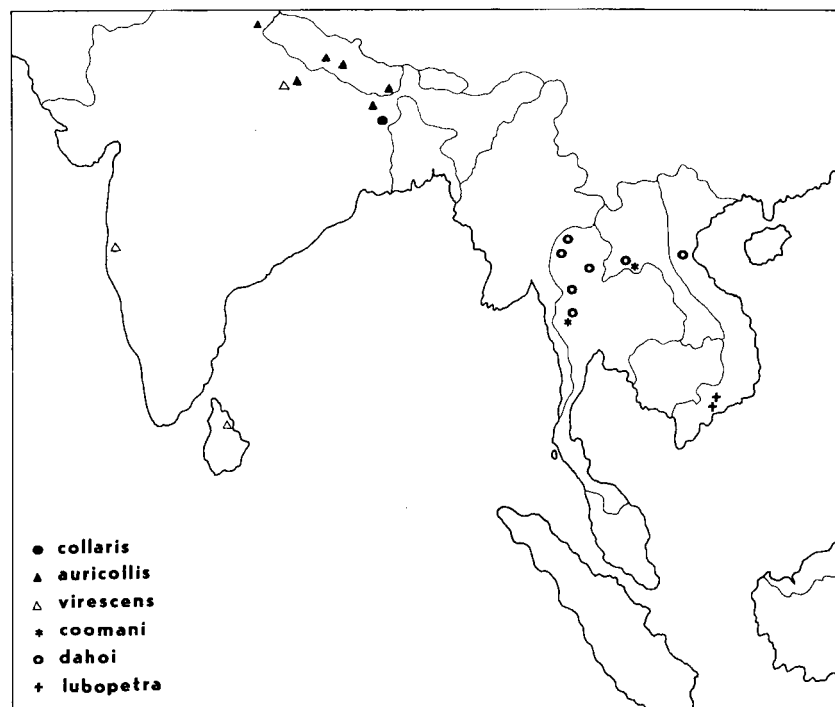 collaris
auricollis
virescens
coomani
dahoi
lubopetra